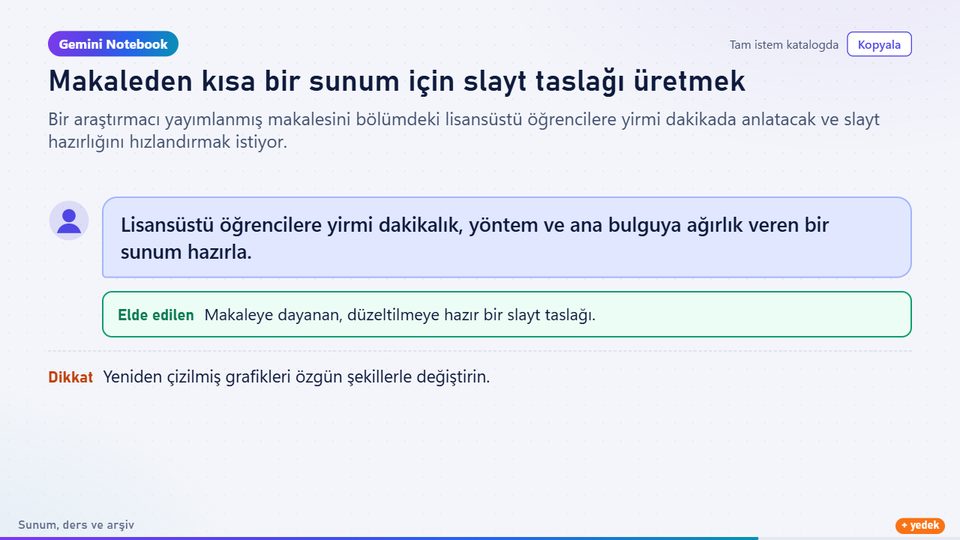 Gemini Notebook
Tam istem katalogda
Kopyala
Makaleden kısa bir sunum için slayt taslağı üretmek
Bir araştırmacı yayımlanmış makalesini bölümdeki lisansüstü öğrencilere yirmi dakikada anlatacak ve slayt
hazırlığını hızlandırmak istiyor.
Lisansüstü öğrencilere yirmi dakikalık, yöntem ve ana bulguya ağırlık veren bir
sunum hazırla.
Elde edilen Makaleye dayanan, düzeltilmeye hazır bir slayt taslağı.
Dikkat Yeniden çizilmiş grafikleri özgün şekillerle değiştirin.
Sunum, ders ve arşiv
+ yedek